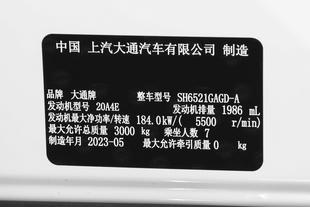 中国 上汽大通汽车有限公司 制造
品牌 大通牌 整车型号 SH6521GAGD-A
发动机型号 20A4E 发动机排量 1986 mL
发动机最大净功率/转速 184.0 kW/( 5500 r/min)
最大允许总质量 3000 kg 乘坐人数 7
制造年月 2023-05 最大允许牵引质量 0 kg